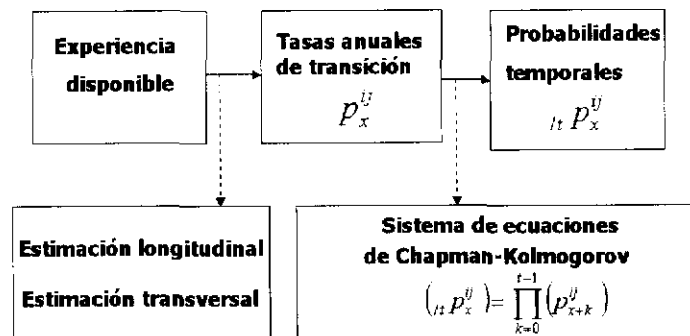 Experiencia
disponible
Tasas anuales
de transición
p_x^{ij}
Probabilidades
temporales
_{/t} p_x^{ij}
Estimación longitudinal
Estimación transversal
Sistema de ecuaciones
de Chapman-Kolmogorov
(_{/t} p_x^{ij}) = \prod_{k=0}^{t-1} (p_{x+k}^{ij})